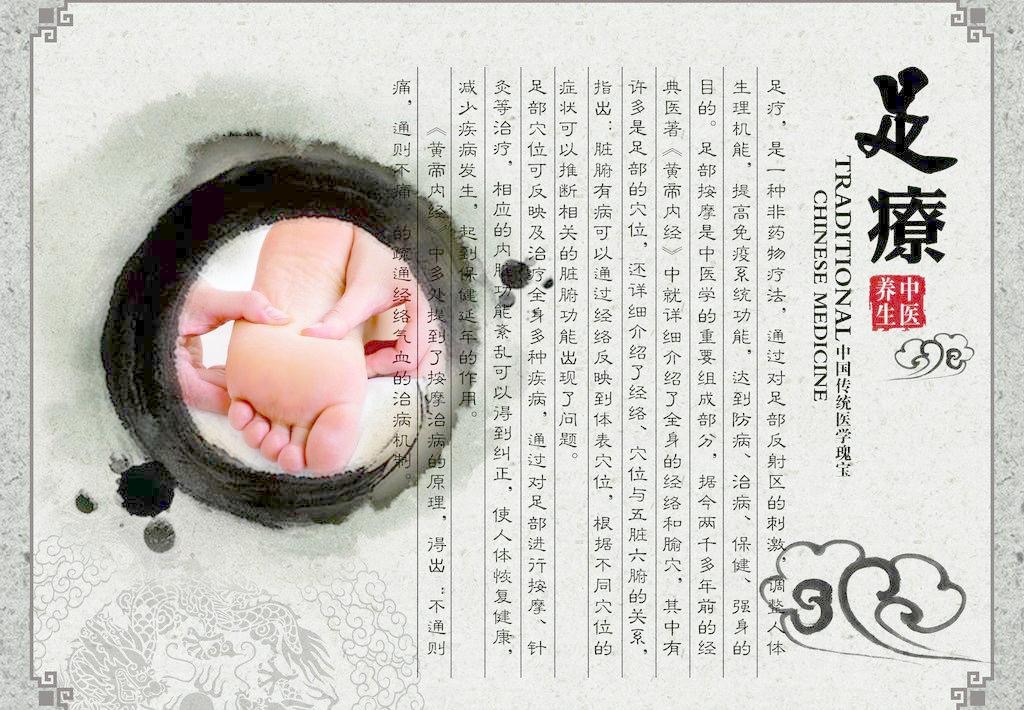 足療
中医
养生
TRADITIONAL
CHINESE MEDICINE
中国传统医学瑰宝
足疗，是一种非药物疗法，通过对足部反射区的刺激，调整人体
生理机能，提高免疫系统功能，达到防病、治病、保健、强身的
目的。足部按摩是中医学的重要组成部分，据今两千多年前的经
典医著《黄帝内经》中就详细介绍了全身的经络和腧穴，其中有
许多是足部的穴位，还详细介绍了经络、穴位与五脏六腑的关系，
指出：脏腑有病可以通过经络反映到体表穴位，根据不同穴位的
症状可以推断相关的脏腑功能出现了问题。
足部穴位可反映及治疗全身多种疾病，通过对足部进行按摩、针
灸等治疗，相应的内脏功能紊乱可以得到纠正，使人体恢复健康，
减少疾病发生，起到保健延年的作用。
《黄帝内经》中多处提到了按摩治病的原理，得出：不通则
痛，通则不痛，的疏通经络气血的治病机制。